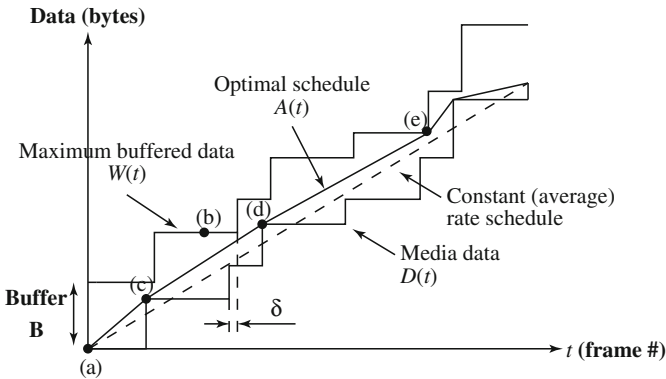 Data (bytes)
Optimal schedule
A(t)
(e)
Maximum buffered data
W(t)
(b)
(d)
Constant (average)
rate schedule
Media data
D(t)
(c)
Buffer
B
δ
t (frame #)
(a)